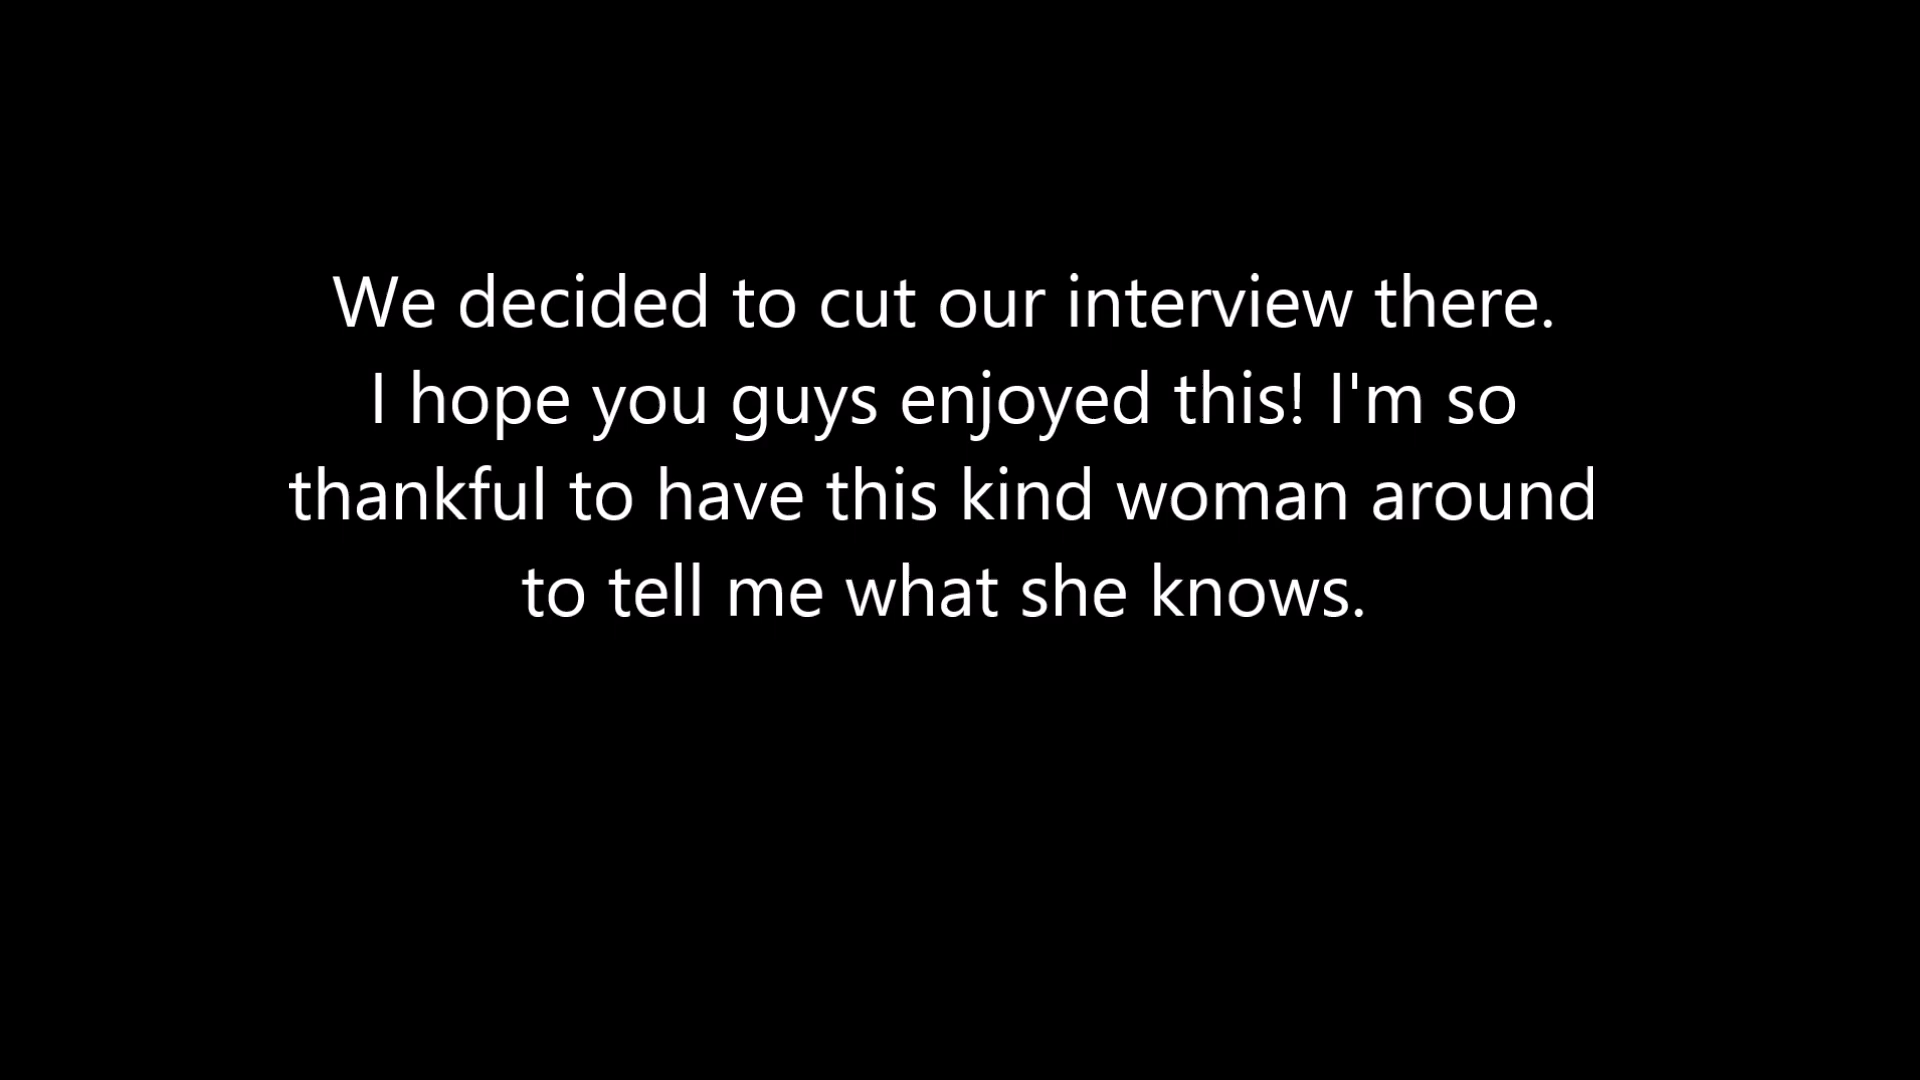 We decided to cut our interview there.
I hope you guys enjoyed this! I'm so
thankful to have this kind woman around
to tell me what she knows.